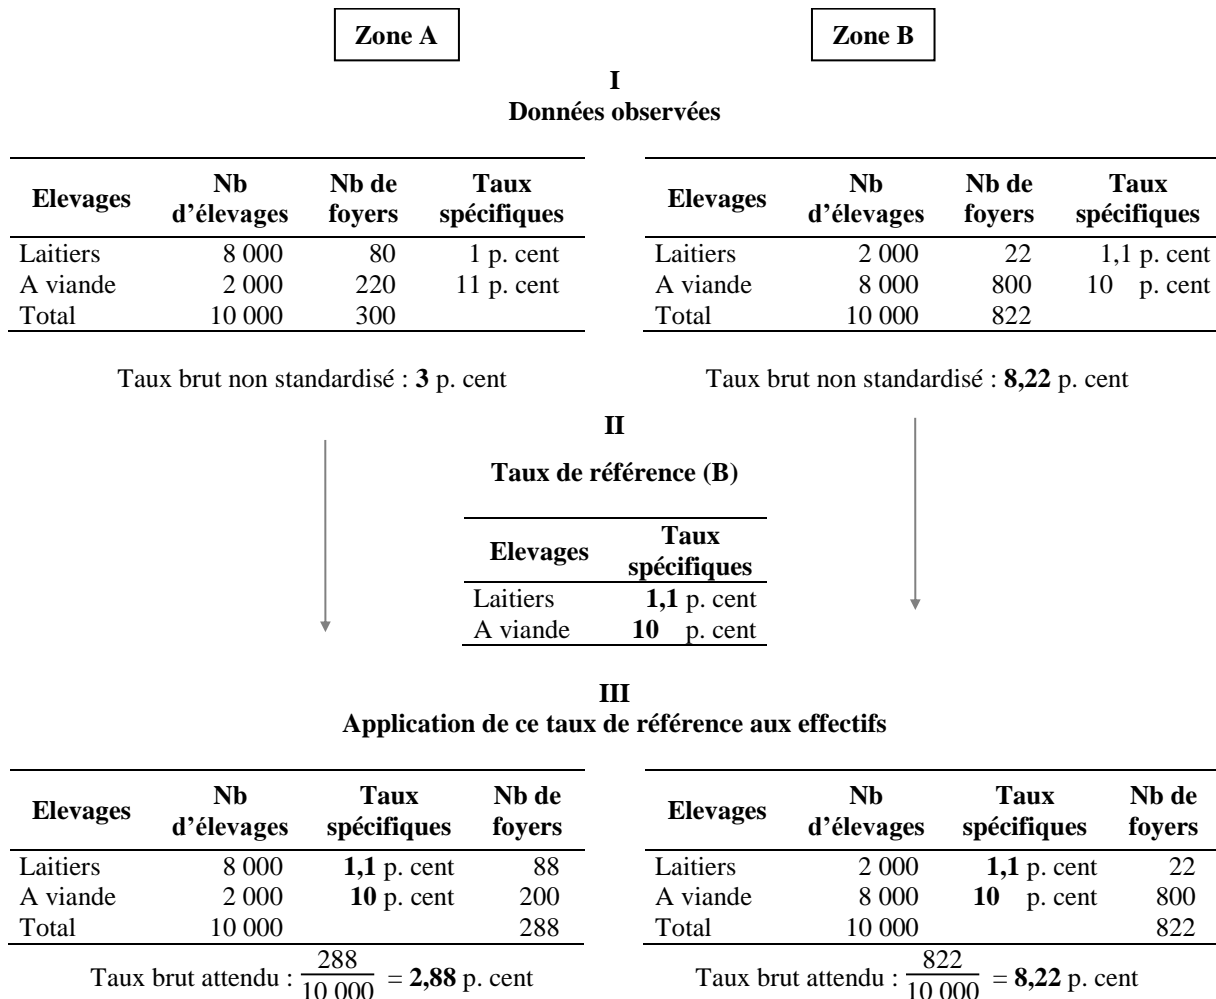 Zone A Zone B
I
Données observées
Elevages Nb d’élevages Nb de foyers Taux spécifiques
Laitiers 8 000 80 1 p. cent
A viande 2 000 220 11 p. cent
Total 10 000 300
Taux brut non standardisé : 3 p. cent
Elevages Nb d’élevages Nb de foyers Taux spécifiques
Laitiers 2 000 22 1,1 p. cent
A viande 8 000 800 10 p. cent
Total 10 000 822
Taux brut non standardisé : 8,22 p. cent
II
Taux de référence (B)
Elevages Taux spécifiques
Laitiers 1,1 p. cent
A viande 10 p. cent
III
Application de ce taux de référence aux effectifs
Elevages Nb d’élevages Taux spécifiques Nb de foyers
Laitiers 8 000 1,1 p. cent 88
A viande 2 000 10 p. cent 200
Total 10 000 288
Taux brut attendu : 288 / 10 000 = 2,88 p. cent
Elevages Nb d’élevages Taux spécifiques Nb de foyers
Laitiers 2 000 1,1 p. cent 22
A viande 8 000 10 p. cent 800
Total 10 000 822
Taux brut attendu : 822 / 10 000 = 8,22 p. cent